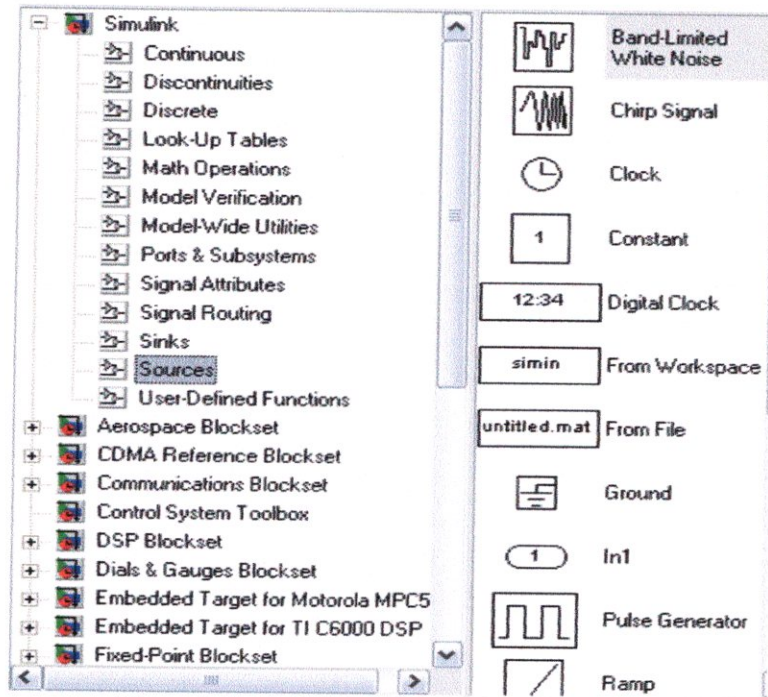 Simulink
Continuous
Discontinuities
Discrete
Look-Up Tables
Math Operations
Model Verification
Model-Wide Utilities
Ports & Subsystems
Signal Attributes
Signal Routing
Sinks
Sources
User-Defined Functions
Aerospace Blockset
CDMA Reference Blockset
Communications Blockset
Control System Toolbox
DSP Blockset
Dials & Gauges Blockset
Embedded Target for Motorola MPC5
Embedded Target for TI C6000 DSP
Fixed-Point Blockset
Band-Limited
White Noise
Chirp Signal
Clock
1 Constant
12:34 Digital Clock
simin From Workspace
untitled.mat From File
Ground
1 In1
Pulse Generator
Ramp